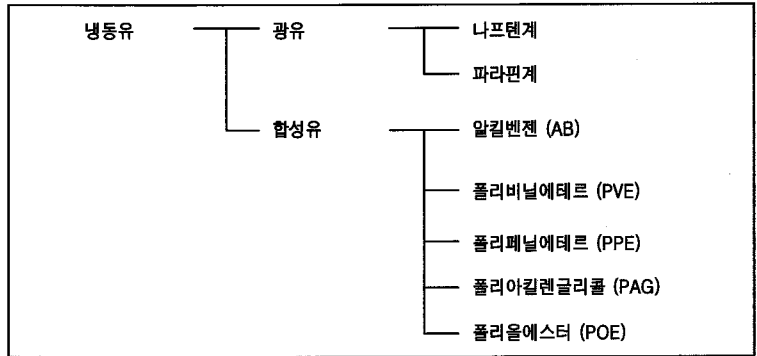 냉동유 광유 나프텐계
파라핀계
합성유 알킬벤젠 (AB)
폴리비닐에테르 (PVE)
폴리페닐에테르 (PPE)
폴리아킬렌글리콜 (PAG)
폴리올에스터 (POE)